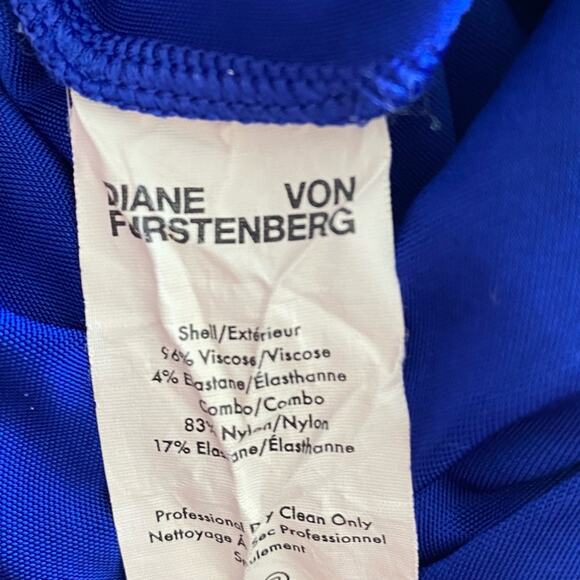 DIANE VON
FURSTENBERG
Shell/Extérieur
96% Viscose/Viscose
4% Elastane/Élasthanne
Combo/Combo
83% Nylon/Nylon
17% Elastane/Élasthanne
Professional Dry Clean Only
Nettoyage À Sec Professionnel
Seulement